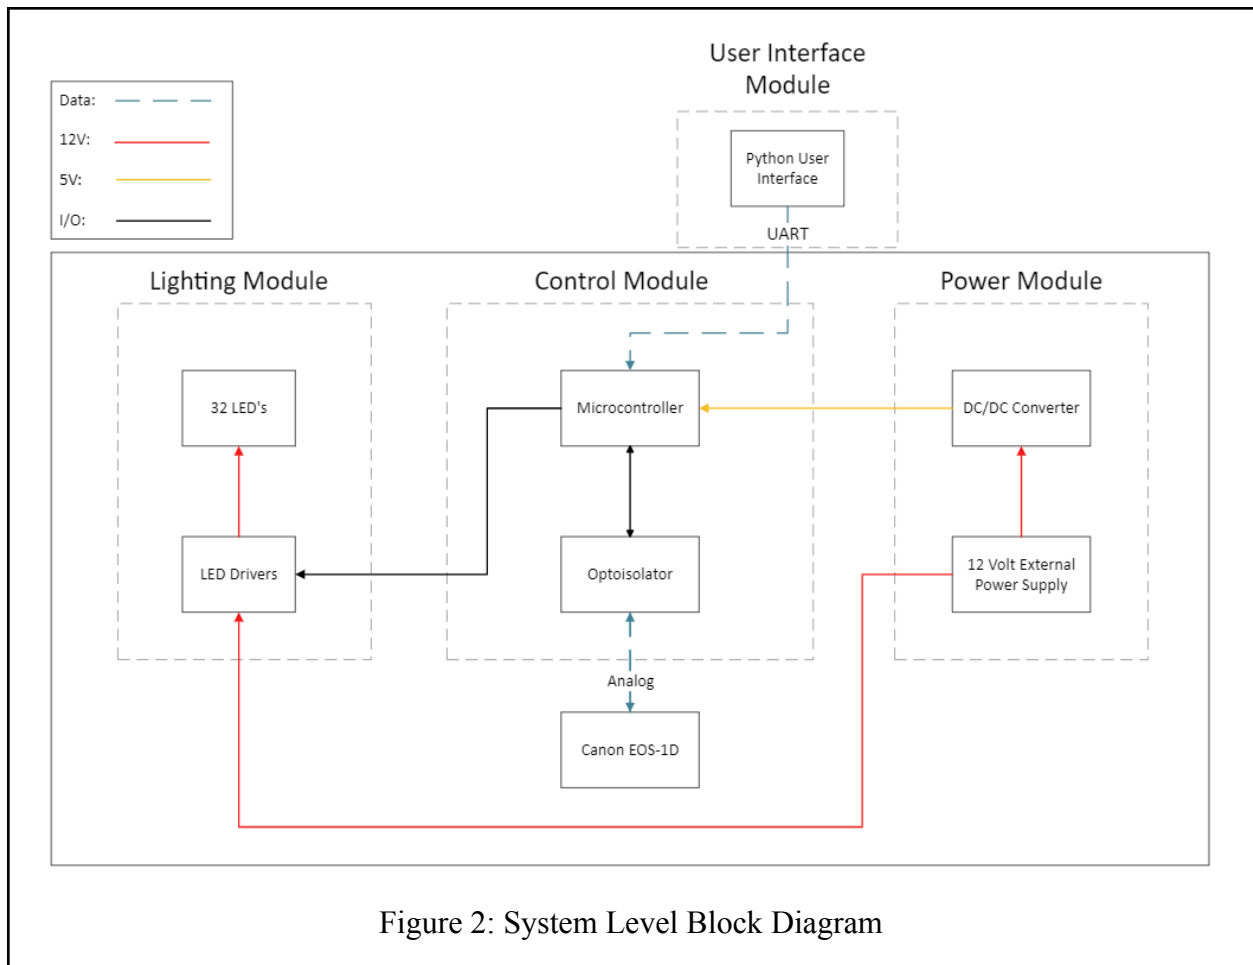 User Interface
Module
Data:
12V:
5V:
I/O:
Python User
Interface
UART
Lighting Module
Control Module
Power Module
32 LED's
Microcontroller
DC/DC Converter
LED Drivers
Optoisolator
12 Volt External
Power Supply
Analog
Canon EOS-1D
Figure 2: System Level Block Diagram